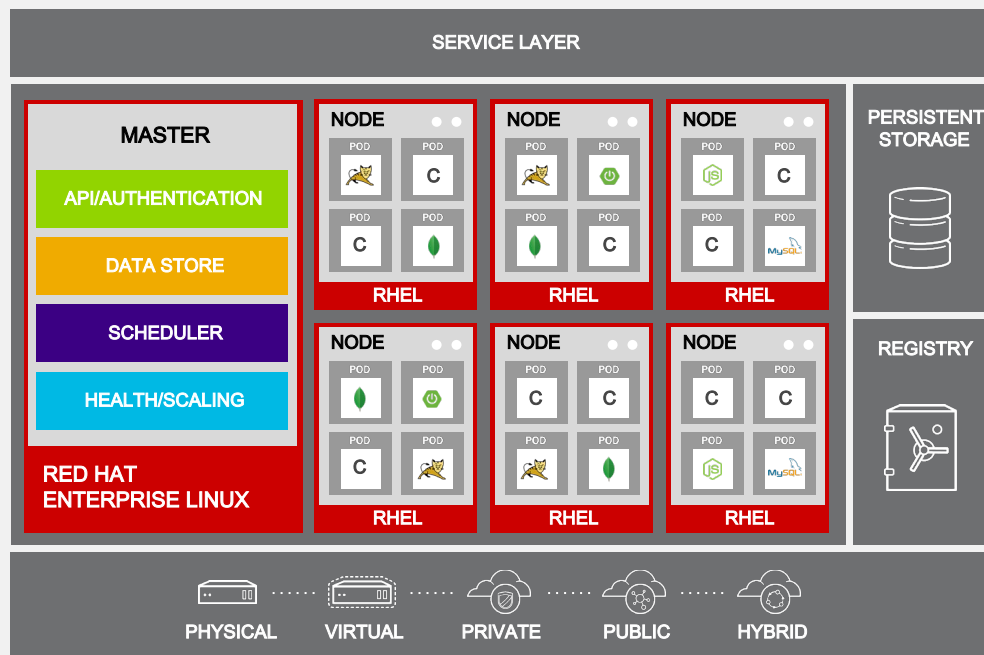 SERVICE LAYER
MASTER
API/AUTHENTICATION
DATA STORE
SCHEDULER
HEALTH/SCALING
RED HAT
ENTERPRISE LINUX
NODE
POD POD
C
POD POD
C
RHEL
NODE
POD POD
POD POD
C
RHEL
NODE
POD POD
JS C
POD POD
C MySQL
RHEL
NODE
POD POD
POD POD
C
RHEL
NODE
POD POD
C C
POD POD
RHEL
NODE
POD POD
C C
POD POD
JS MySQL
RHEL
PERSISTENT
STORAGE
REGISTRY
PHYSICAL VIRTUAL PRIVATE PUBLIC HYBRID